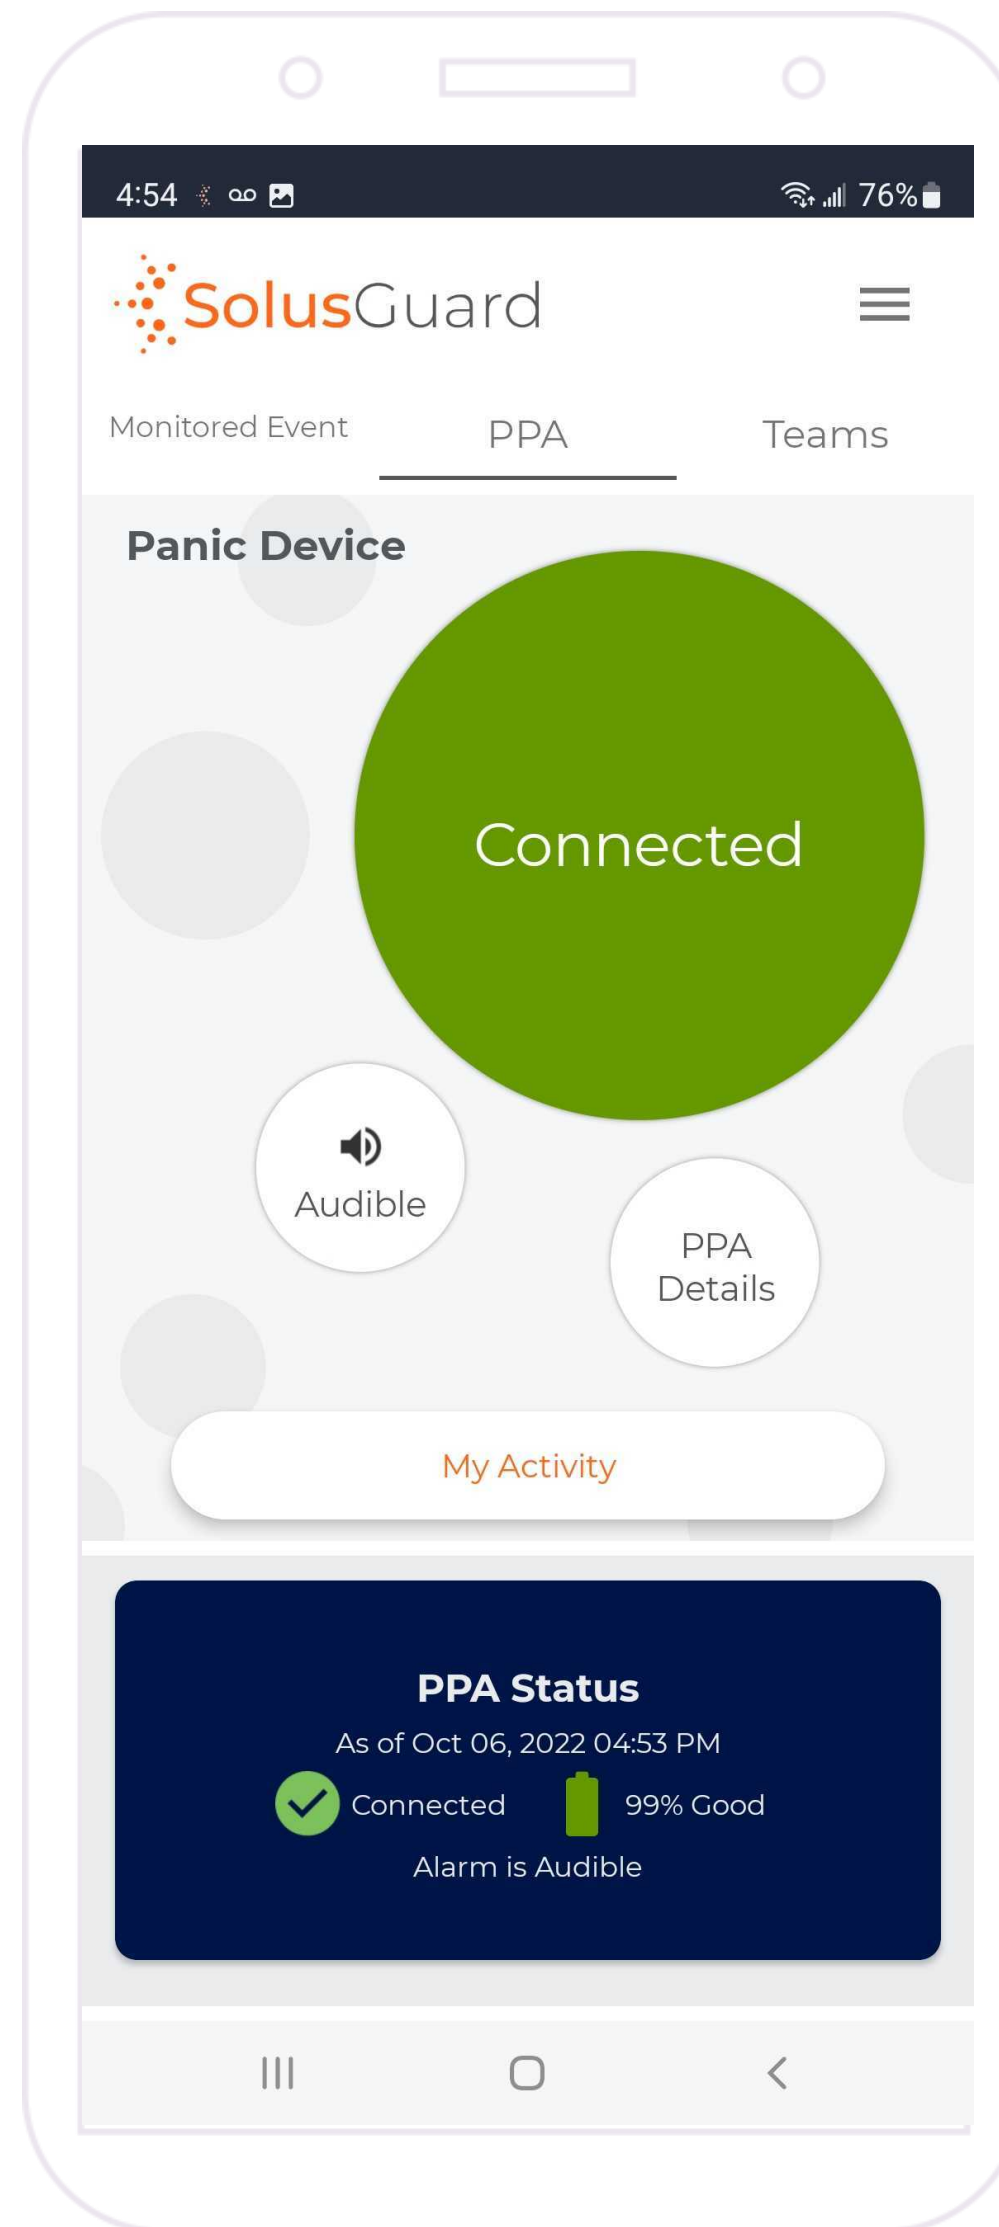 4:54
76%
SolusGuard
Monitored Event
PPA
Teams
Panic Device
Connected
Audible
PPA
Details
My Activity
PPA Status
As of Oct 06, 2022 04:53 PM
Connected
99% Good
Alarm is Audible